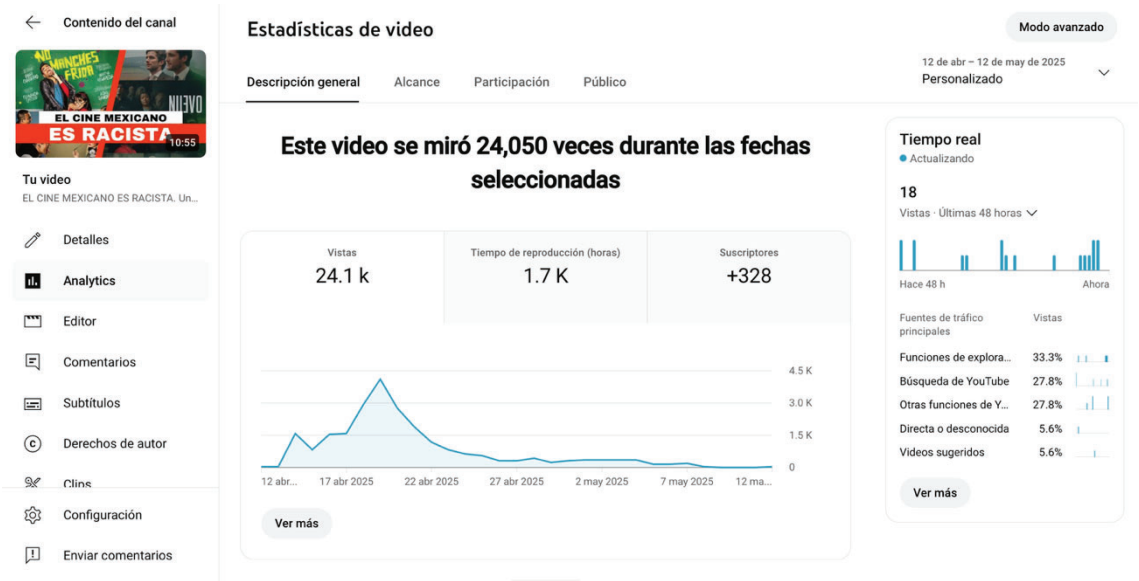 Contenido del canal
NO
MANCHES
FRIDA
NUEVO
EL CINE MEXICANO
ES RACISTA
10:55
Tu video
EL CINE MEXICANO ES RACISTA. Un...
Detalles
Analytics
Editor
Comentarios
Subtítulos
Derechos de autor
Clips
Configuración
Enviar comentarios
Estadísticas de video
Modo avanzado
Descripción general
Alcance
Participación
Público
12 de abr – 12 de may de 2025
Personalizado
Este video se miró 24,050 veces durante las fechas
seleccionadas
Vistas
24.1 k
Tiempo de reproducción (horas)
1.7 K
Suscriptores
+328
4.5 K
3.0 K
1.5 K
0
12 abr... 17 abr 2025 22 abr 2025 27 abr 2025 2 may 2025 7 may 2025 12 ma...
Ver más
Tiempo real
Actualizando
18
Vistas · Últimas 48 horas
Hace 48 h Ahora
Fuentes de tráfico
principales
Vistas
Funciones de explora... 33.3%
Búsqueda de YouTube 27.8%
Otras funciones de Y... 27.8%
Directa o desconocida 5.6%
Videos sugeridos 5.6%
Ver más